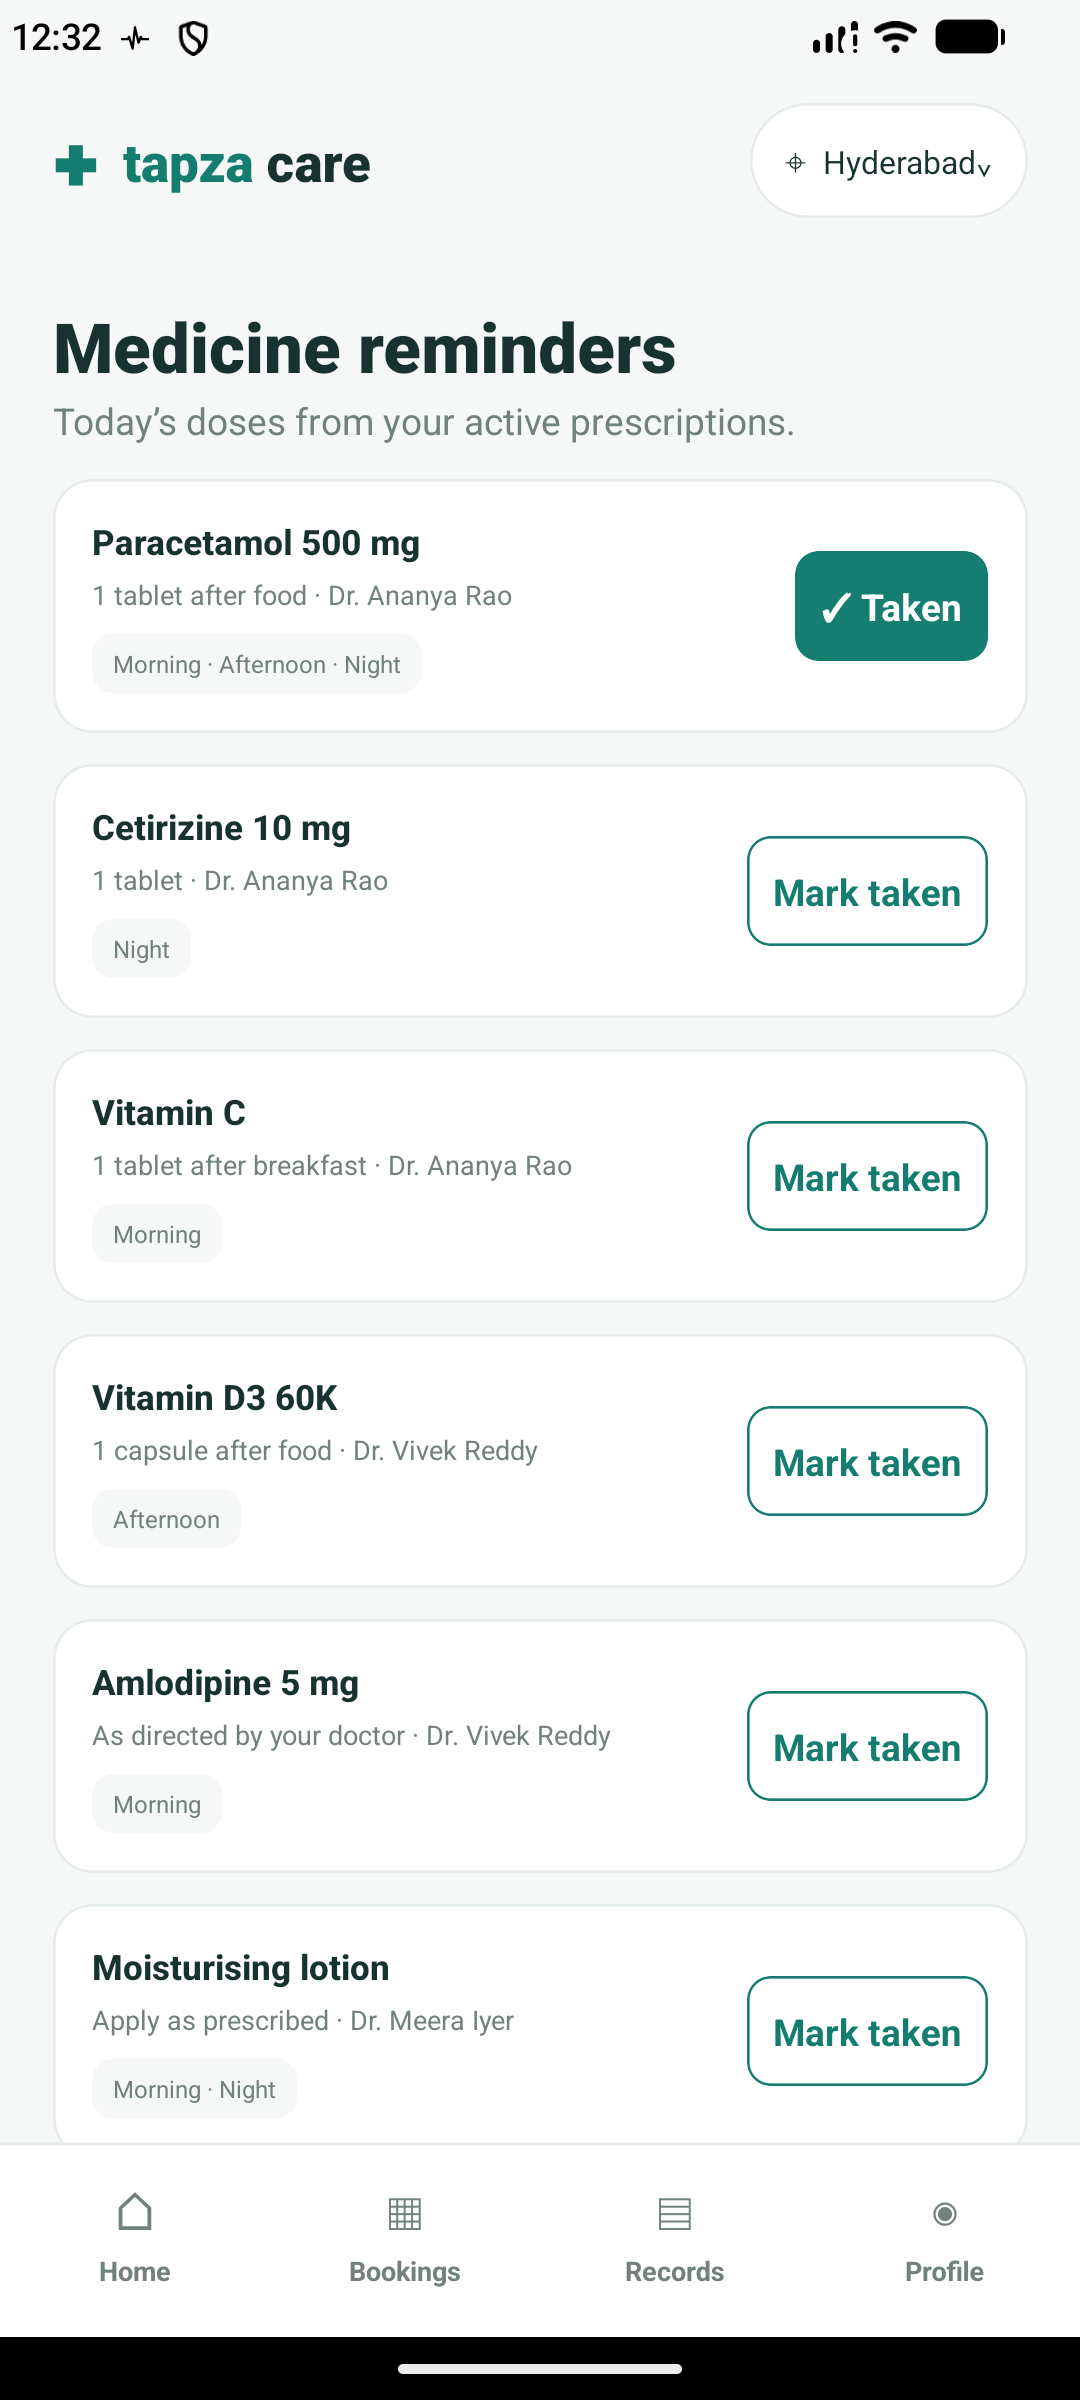 12:32
tapza care
Hyderabad
Medicine reminders
Today’s doses from your active prescriptions.
Paracetamol 500 mg
1 tablet after food · Dr. Ananya Rao
Morning · Afternoon · Night
✓ Taken
Cetirizine 10 mg
1 tablet · Dr. Ananya Rao
Night
Mark taken
Vitamin C
1 tablet after breakfast · Dr. Ananya Rao
Morning
Mark taken
Vitamin D3 60K
1 capsule after food · Dr. Vivek Reddy
Afternoon
Mark taken
Amlodipine 5 mg
As directed by your doctor · Dr. Vivek Reddy
Morning
Mark taken
Moisturising lotion
Apply as prescribed · Dr. Meera Iyer
Morning · Night
Mark taken
Home
Bookings
Records
Profile